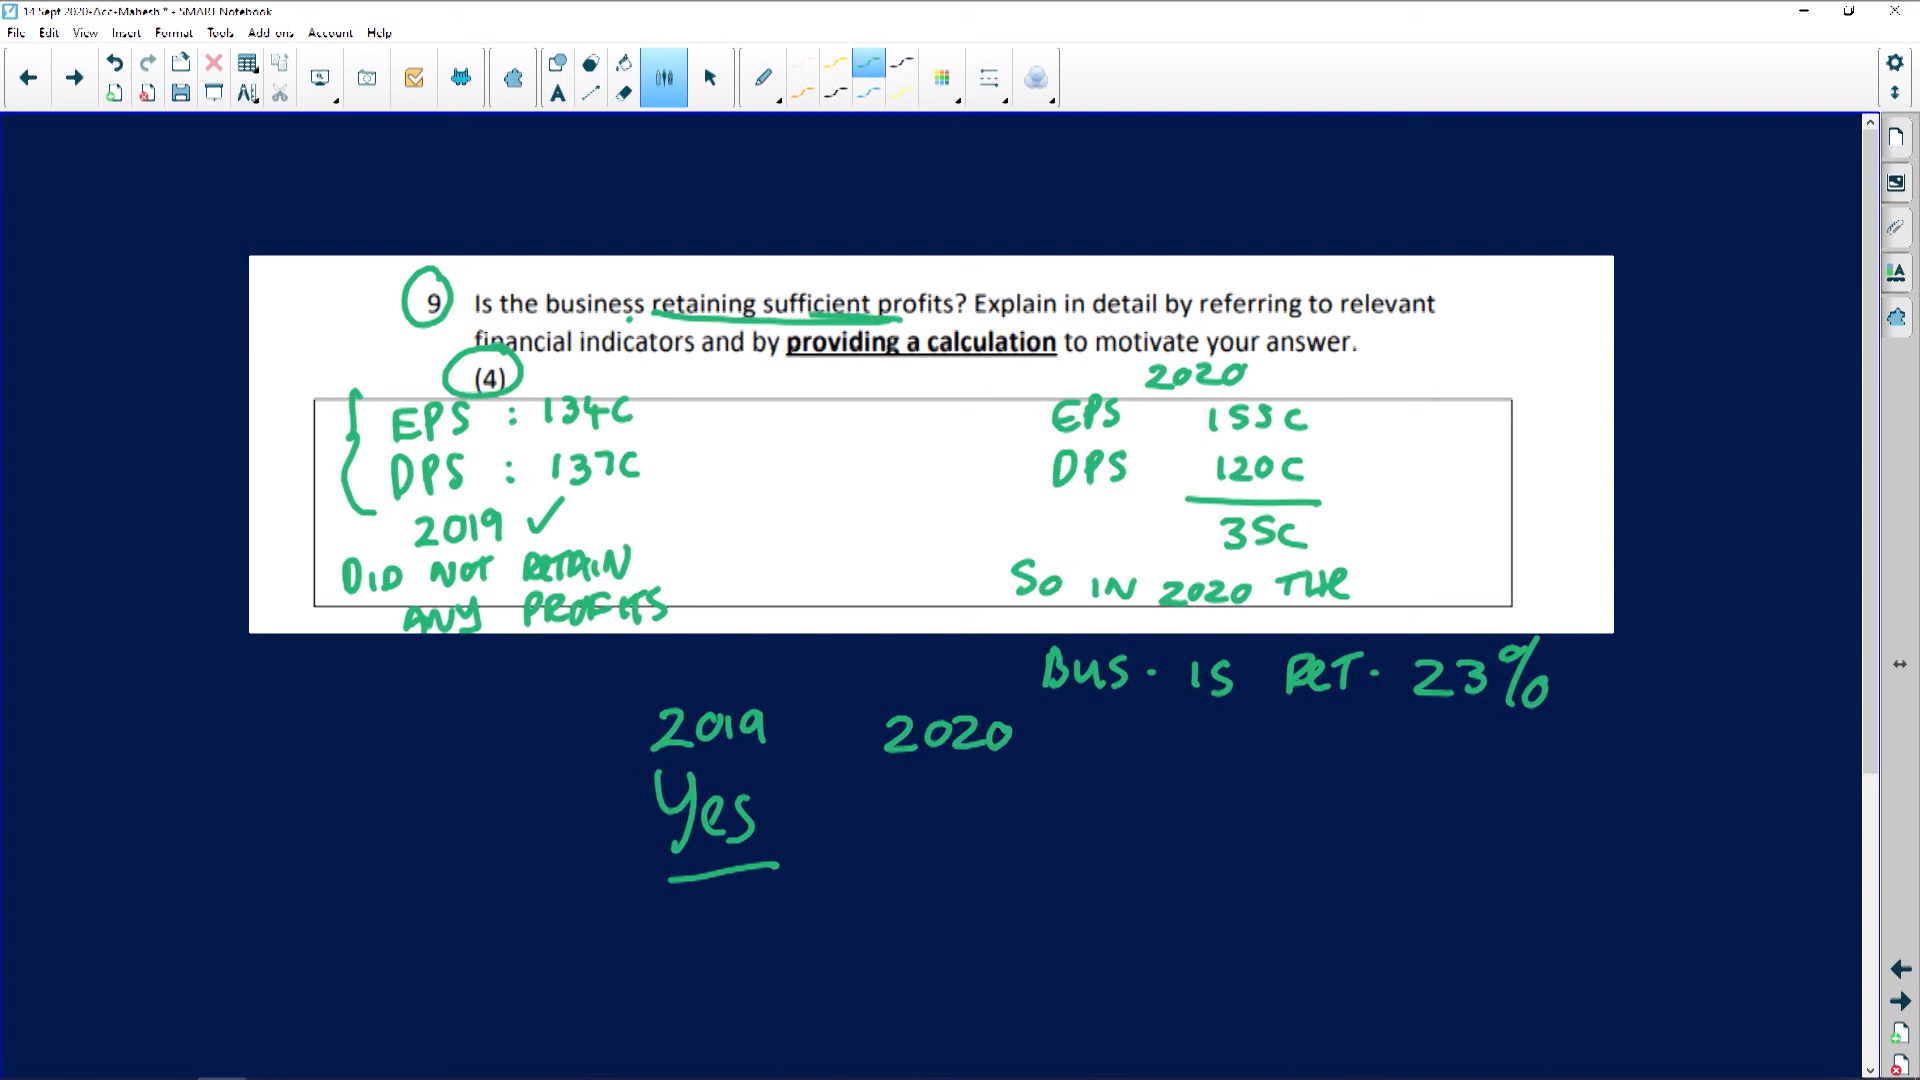 14 Sept 2020+Acc+Mahesh * - SMART Notebook
File Edit View Insert Format Tools Add-ons Account Help
9 Is the business retaining sufficient profits? Explain in detail by referring to relevant
financial indicators and by providing a calculation to motivate your answer.
(4)
EPS : 134C
DPS : 137C
2019 ✓
DID NOT RETAIN
ANY PROFITS
2020
EPS 155C
DPS 120C
35C
SO IN 2020 THE
BUS. IS RET. 23%
2019 2020
Yes